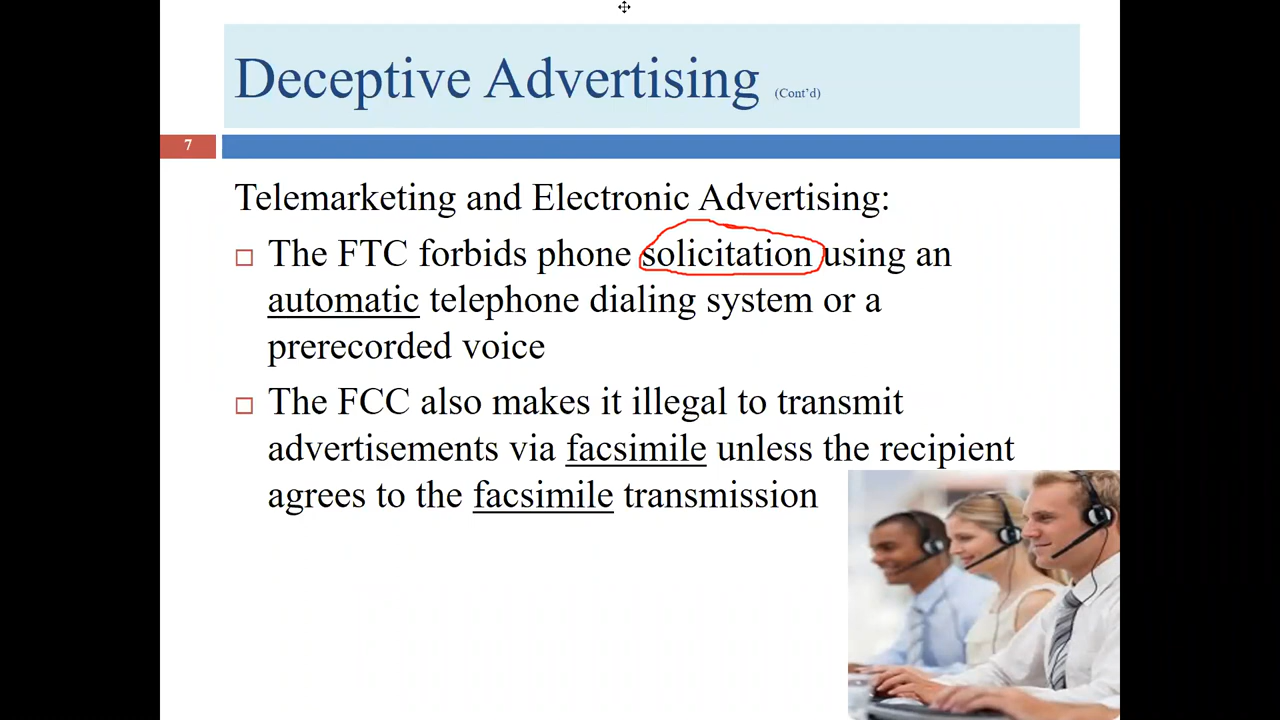 Deceptive Advertising (Cont'd)
7
Telemarketing and Electronic Advertising:
The FTC forbids phone solicitation using an
automatic telephone dialing system or a
prerecorded voice
The FCC also makes it illegal to transmit
advertisements via facsimile unless the recipient
agrees to the facsimile transmission